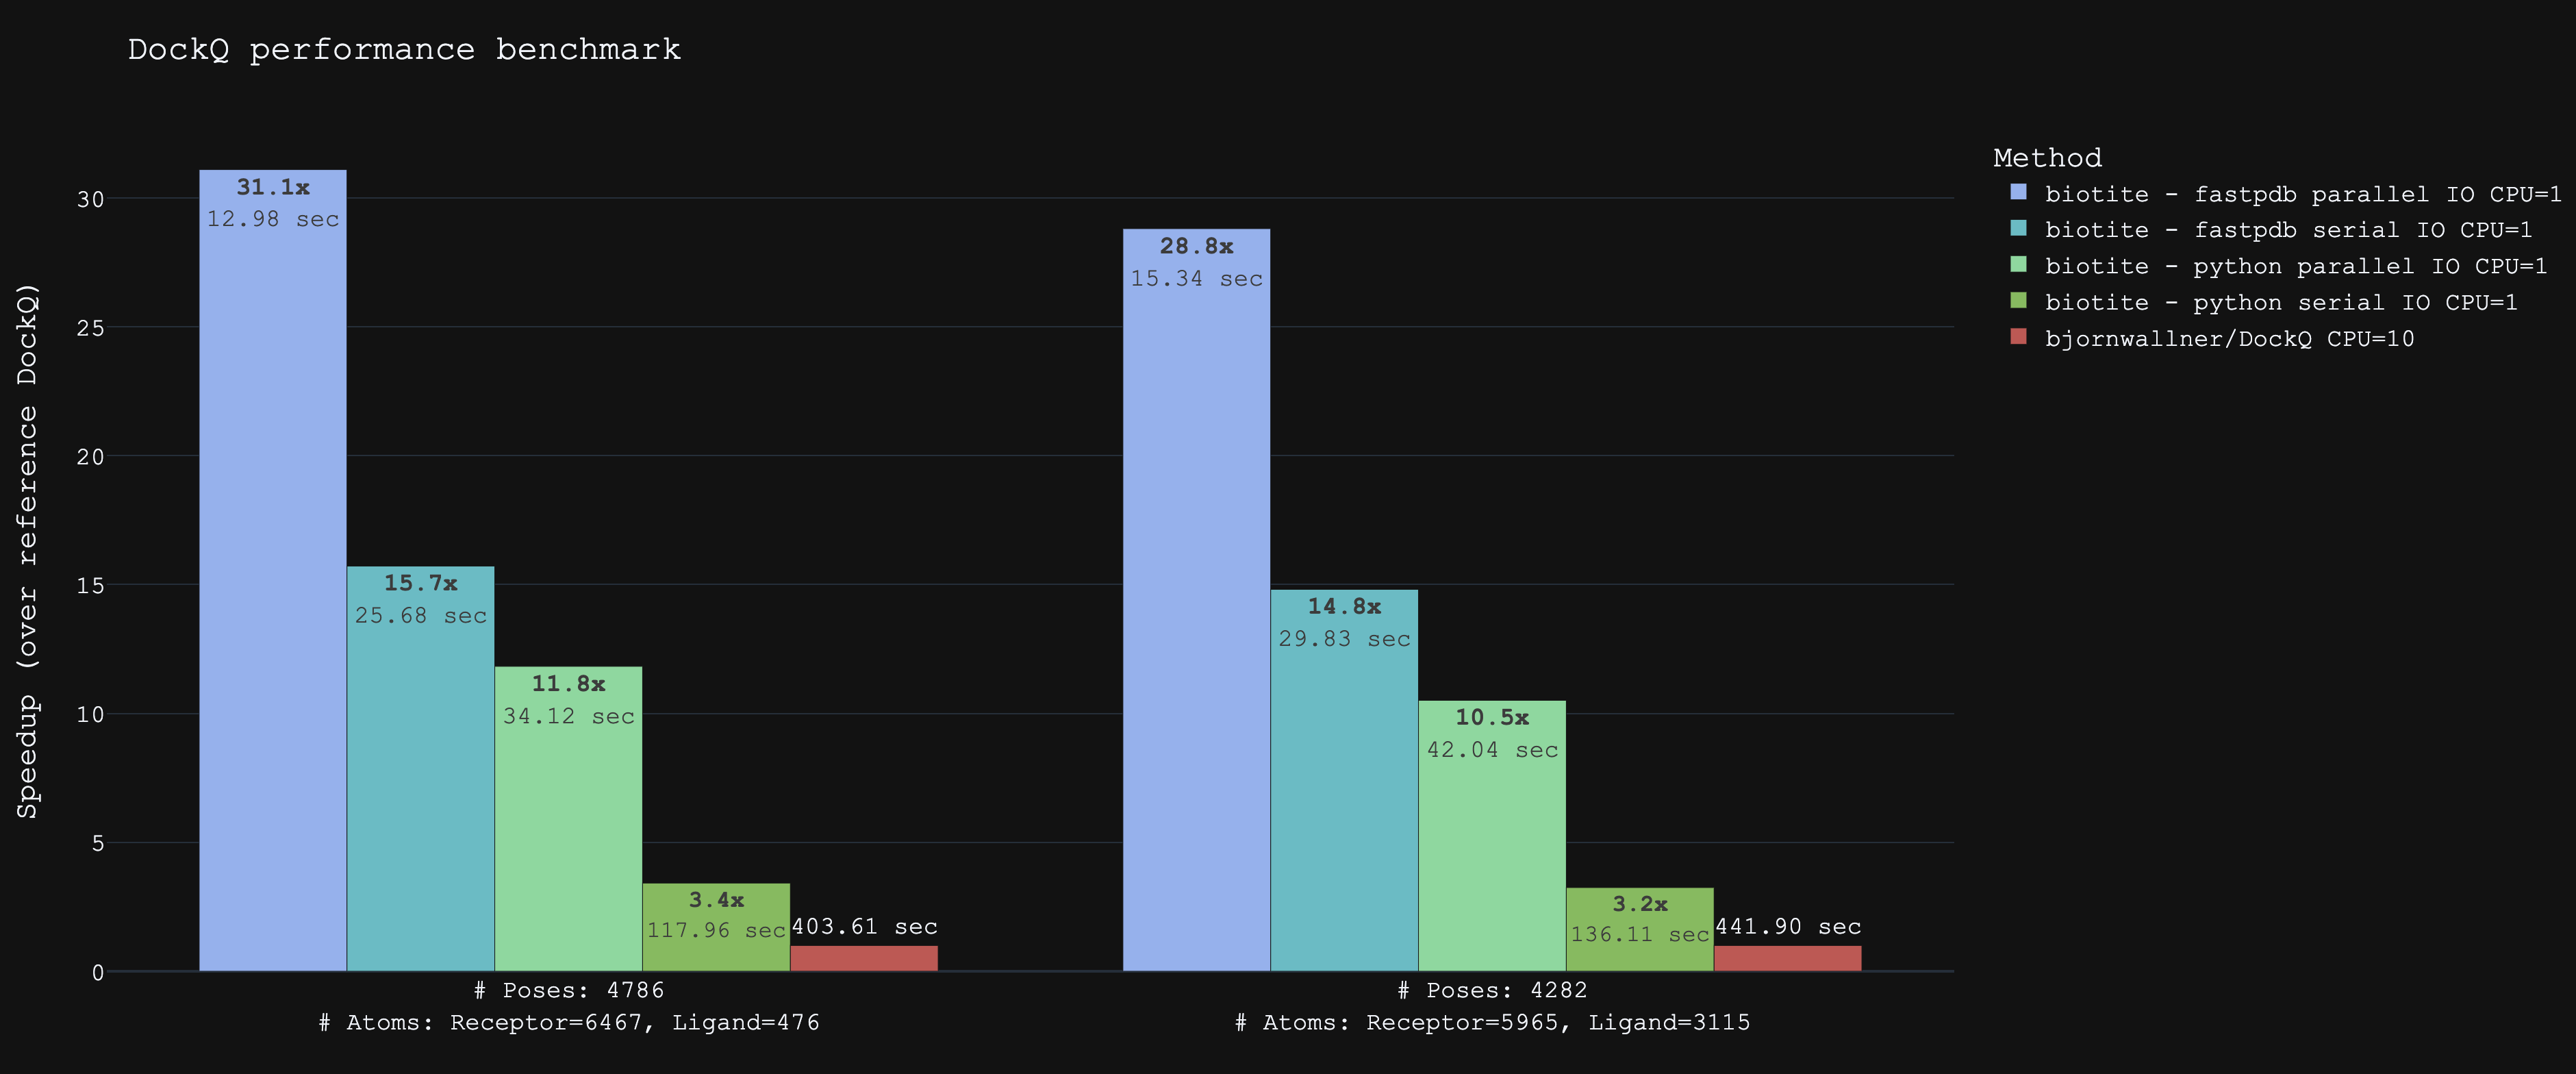 DockQ performance benchmark
Speedup (over reference DockQ)
30
25
20
15
10
5
0
31.1x
12.98 sec
15.7x
25.68 sec
11.8x
34.12 sec
3.4x
117.96 sec
403.61 sec
28.8x
15.34 sec
14.8x
29.83 sec
10.5x
42.04 sec
3.2x
136.11 sec
441.90 sec
# Poses: 4786
# Atoms: Receptor=6467, Ligand=476
# Poses: 4282
# Atoms: Receptor=5965, Ligand=3115
Method
biotite - fastpdb parallel IO CPU=1
biotite - fastpdb serial IO CPU=1
biotite - python parallel IO CPU=1
biotite - python serial IO CPU=1
bjornwallner/DockQ CPU=10